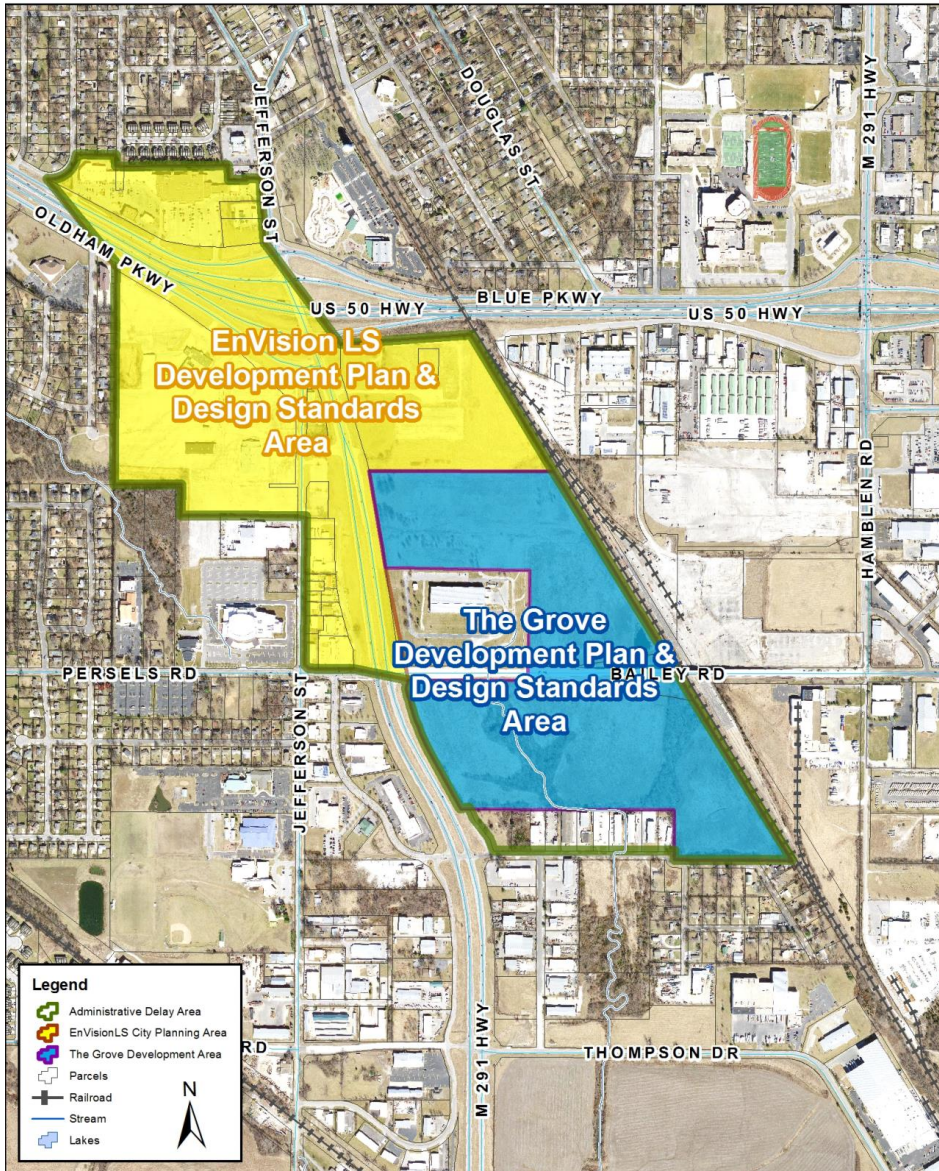 JEFFERSON ST
DOUGLAS ST
M 291 HWY
OLDHAM PKWY
US 50 HWY
BLUE PKWY
US 50 HWY
EnVision LS
Development Plan &
Design Standards
Area
HAMBLEN RD
The Grove
Development Plan &
Design Standards
Area
PERSELS RD
BAILEY RD
JEFFERSON ST
M 291 HWY
RD
THOMPSON DR
Legend
Administrative Delay Area
EnVisionLS City Planning Area
The Grove Development Area
Parcels
Railroad
Stream
Lakes
N